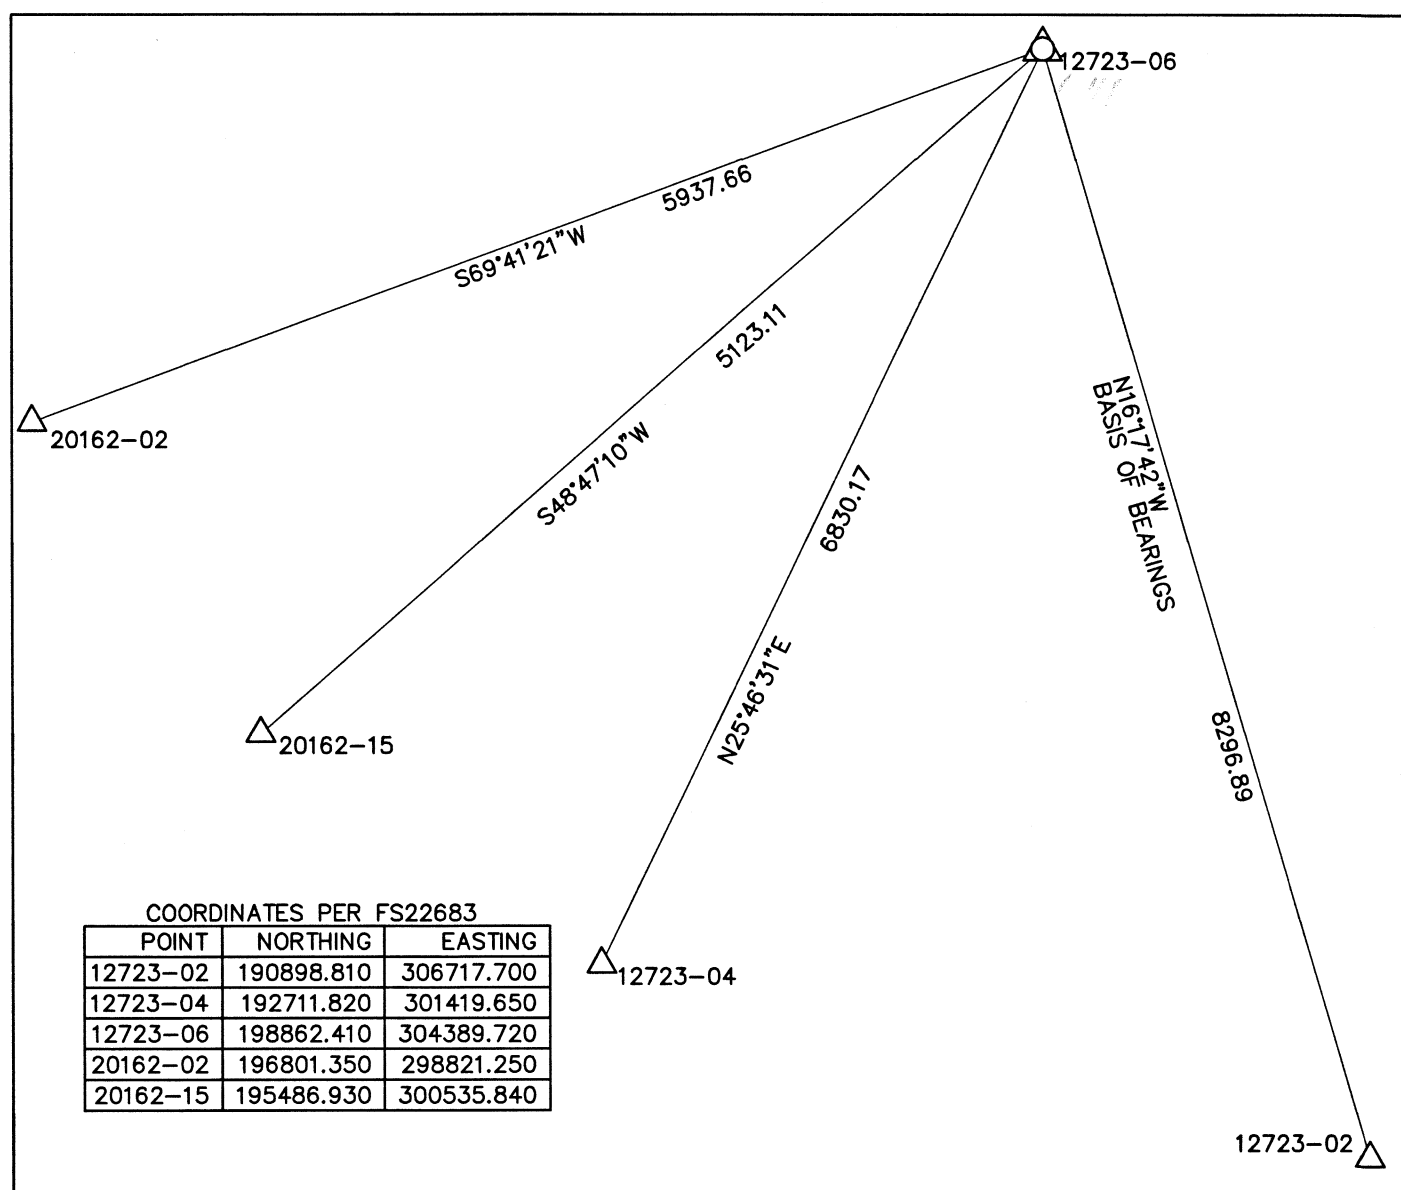 12723-06
5937.66
S69°41'21"W
5123.11
20162-02
S48°47'10"W
N16°17'42"W
BASIS OF BEARINGS
6830.17
N25°46'31"E
20162-15
8296.89
COORDINATES PER FS22683
POINT NORTHING EASTING
12723-02 190898.810 306717.700
12723-04 192711.820 301419.650
12723-06 198862.410 304389.720
20162-02 196801.350 298821.250
20162-15 195486.930 300535.840
12723-04
12723-02